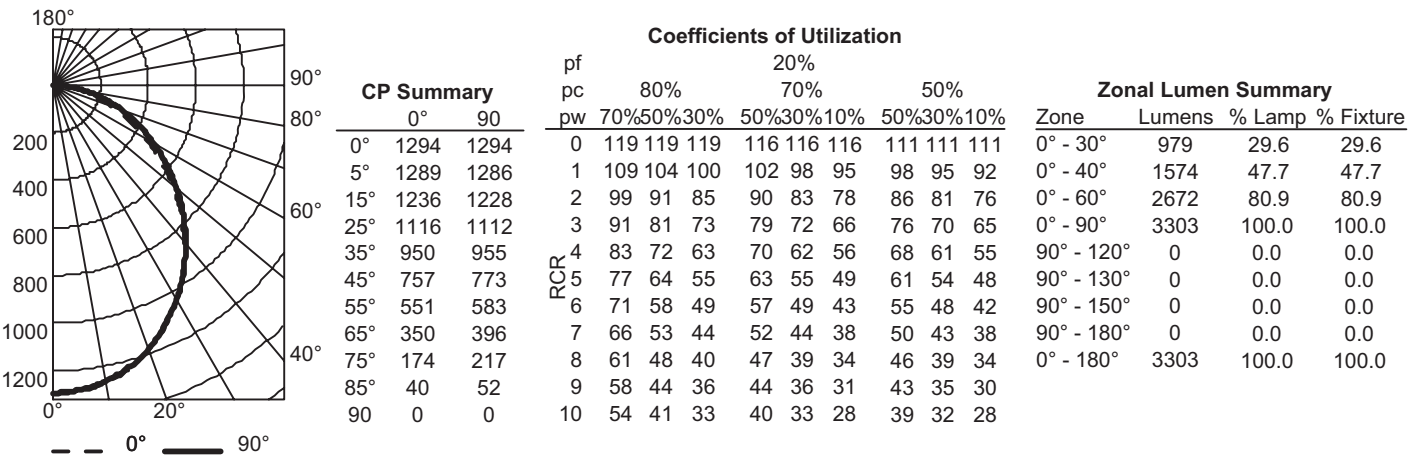 180°
90°
80°
60°
40°
200
400
600
800
1000
1200
0° 20°
0° 90°
CP Summary
0° 90
0° 1294 1294
5° 1289 1286
15° 1236 1228
25° 1116 1112
35° 950 955
45° 757 773
55° 551 583
65° 350 396
75° 174 217
85° 40 52
90 0 0
Coefficients of Utilization
pf 20%
pc 80% 70% 50%
pw 70%50%30% 50%30%10% 50%30%10%
RCR
0 119 119 119 116 116 116 111 111 111
1 109 104 100 102 98 95 98 95 92
2 99 91 85 90 83 78 86 81 76
3 91 81 73 79 72 66 76 70 65
4 83 72 63 70 62 56 68 61 55
5 77 64 55 63 55 49 61 54 48
6 71 58 49 57 49 43 55 48 42
7 66 53 44 52 44 38 50 43 38
8 61 48 40 47 39 34 46 39 34
9 58 44 36 44 36 31 43 35 30
10 54 41 33 40 33 28 39 32 28
Zonal Lumen Summary
Zone Lumens % Lamp % Fixture
0° - 30° 979 29.6 29.6
0° - 40° 1574 47.7 47.7
0° - 60° 2672 80.9 80.9
0° - 90° 3303 100.0 100.0
90° - 120° 0 0.0 0.0
90° - 130° 0 0.0 0.0
90° - 150° 0 0.0 0.0
90° - 180° 0 0.0 0.0
0° - 180° 3303 100.0 100.0